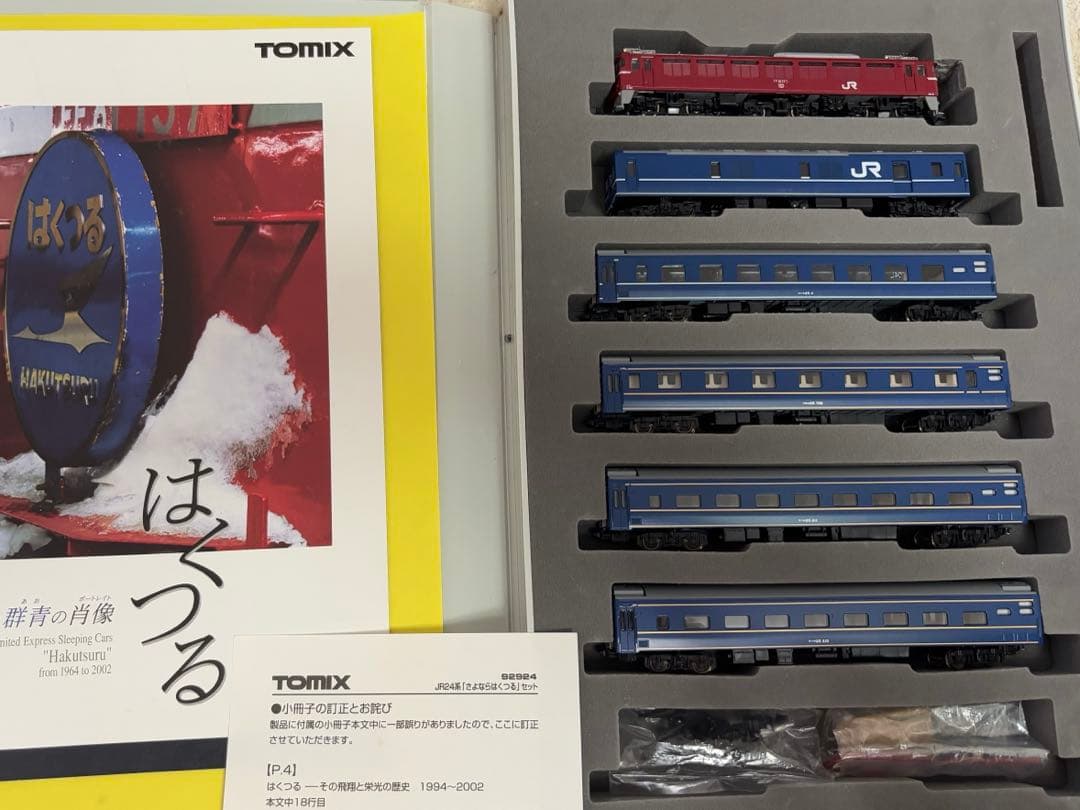 TOMIX
はくつる
HAKUTSURU
はくつる
群青の肖像
あお
ポートレイト
Limited Express Sleeping Cars
"Hakutsuru"
from 1964 to 2002
TOMIX
92924
JR24系「さよならはくつる」セット
●小冊子の訂正とお詫び
製品に付属の小冊子本文中に一部誤りがありましたので、ここに訂正
させていただきます。
【P.4】
はくつる ──その飛翔と栄光の歴史 1994〜2002
本文中18行目
JR
JR